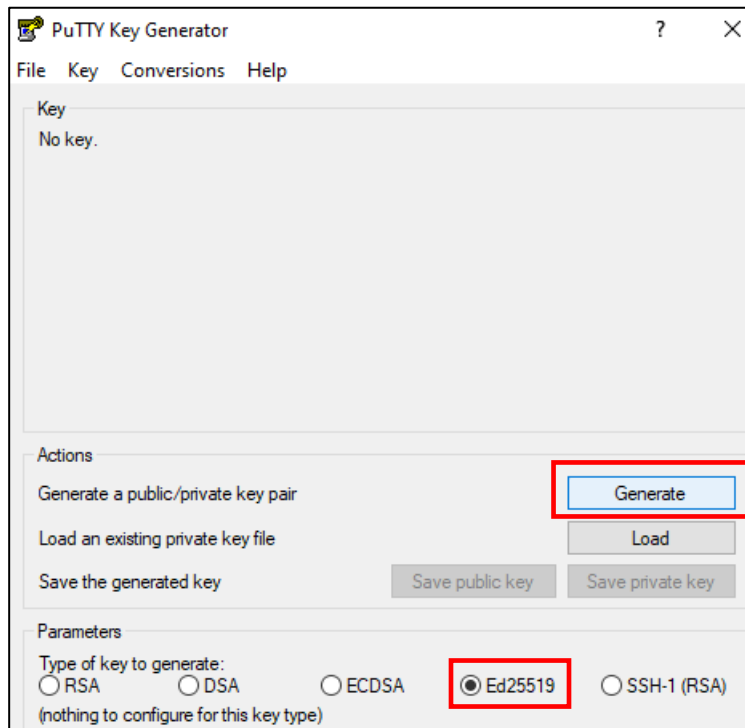 PuTTY Key Generator ?
File Key Conversions Help
Key
No key.
Actions
Generate a public/private key pair Generate
Load an existing private key file Load
Save the generated key Save public key Save private key
Parameters
Type of key to generate:
RSA DSA ECDSA Ed25519 SSH-1 (RSA)
(nothing to configure for this key type)